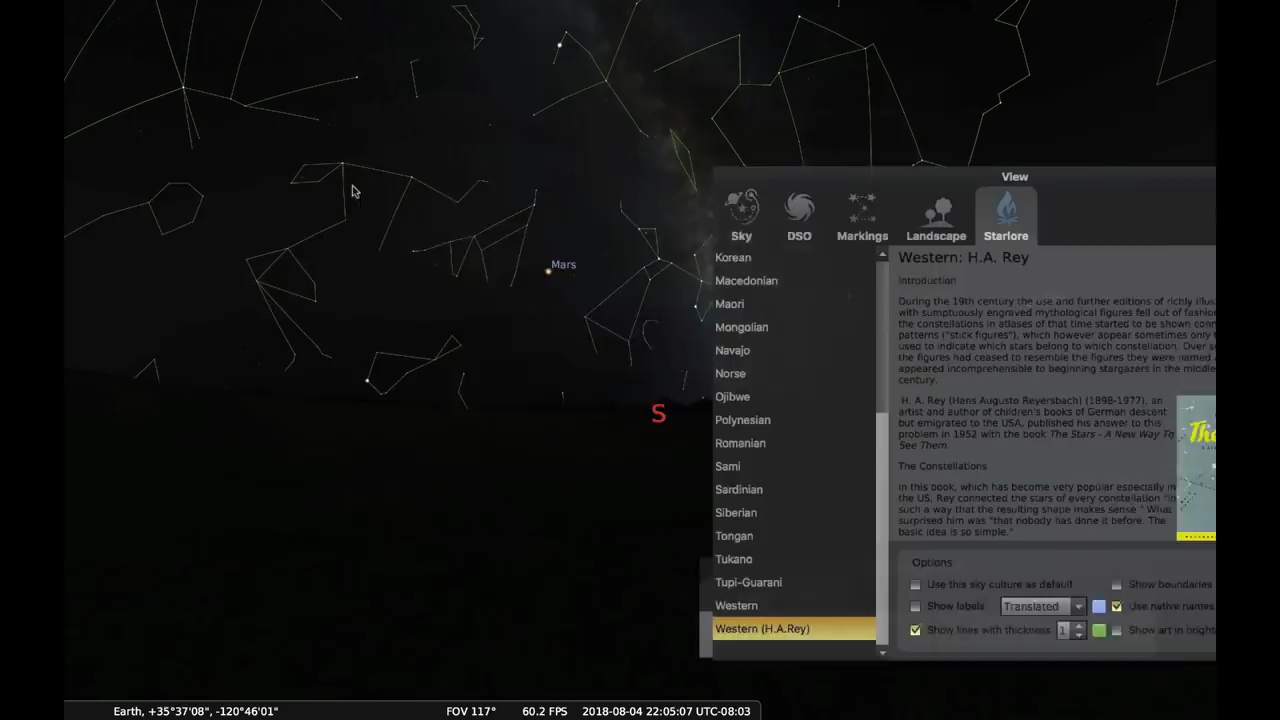 Mars
S
View
Sky
DSO
Markings
Landscape
Starlore
Korean
Macedonian
Maori
Mongolian
Navajo
Norse
Ojibwe
Polynesian
Romanian
Sami
Sardinian
Siberian
Tongan
Tukano
Tupi-Guarani
Western
Western (H.A.Rey)
Western: H.A. Rey
Introduction
During the 19th century the use and further editions of richly
with sumptuously engraved mythological figures fell out of
the constellations in atlases of that time started to be shown
patterns ("stick figures"), which however appear sometimes only
used to indicate which stars belong to which constellation. Over
the figures had ceased to resemble the figures they were named
appeared incomprehensible to beginning stargazers in the middle
century.
H. A. Rey (Hans Augusto Reyersbach) (1898-1977), an
artist and author of children's books of German descent
but emigrated to the USA, published his answer to this
problem in 1952 with the book The Stars - A New Way To
See Them.
The Constellations
In this book, which has become very popular especially in
the US, Rey connected the stars of every constellation "in
such a way that the resulting shape makes sense." What
surprised him was "that nobody has done it before. The
basic idea is so simple."
Options
Use this sky culture as default
Show boundaries
Show labels
Translated
Use native names
Show lines with thickness
1
Show art in
Earth, +35°37'08", -120°46'01"
FOV 117°
60.2 FPS
2018-08-04 22:05:07 UTC-08:03